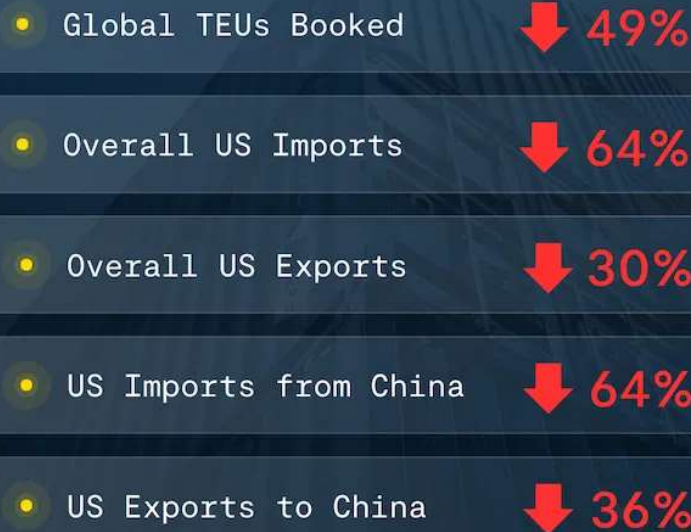 Global TEUs Booked 49%
Overall US Imports 64%
Overall US Exports 30%
US Imports from China 64%
US Exports to China 36%